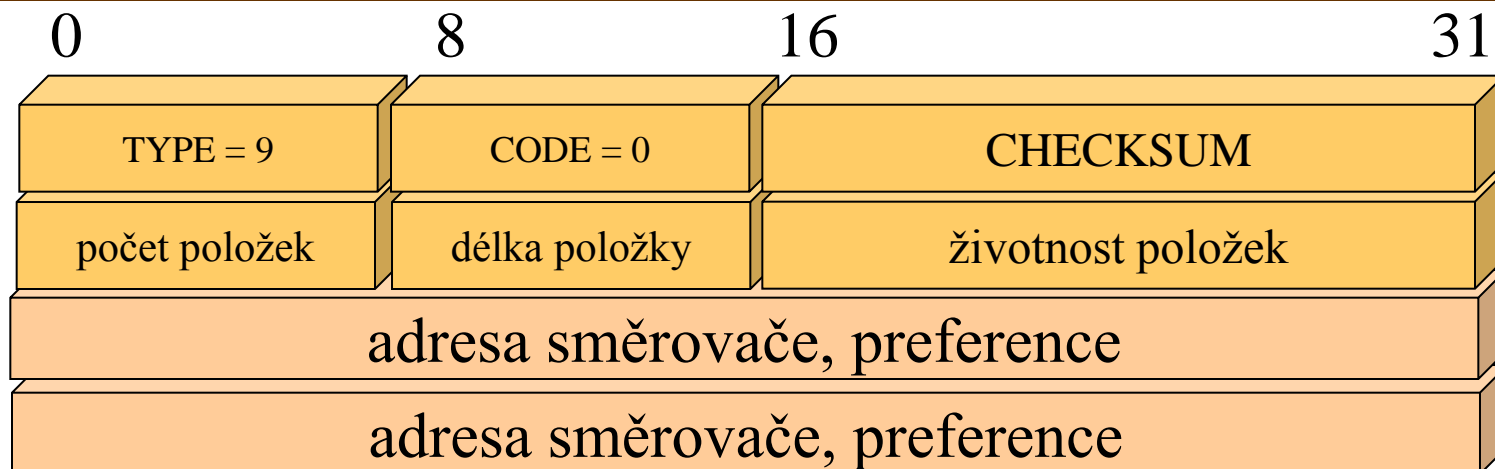 0 8 16 31
TYPE = 9 CODE = 0 CHECKSUM
počet položek délka položky životnost položek
adresa směrovače, preference
adresa směrovače, preference